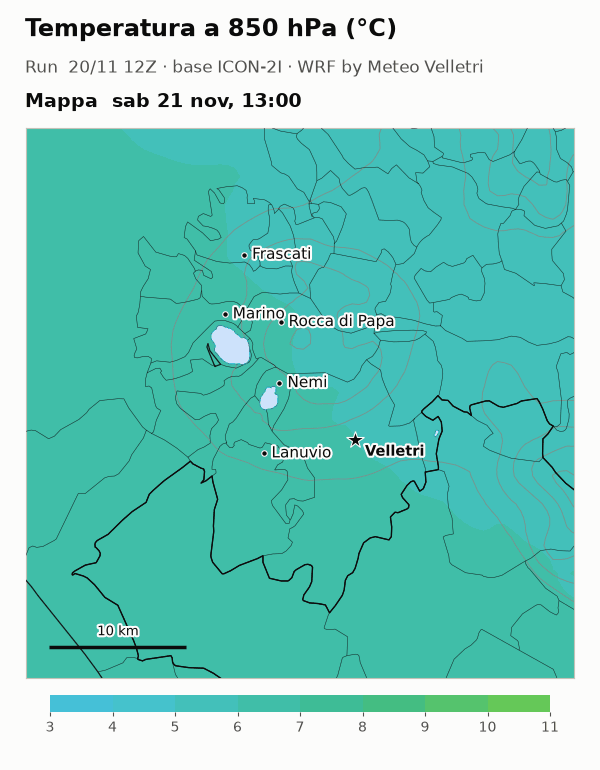 Temperatura a 850 hPa (°C)
Run  20/11 12Z · base ICON-2I · WRF by Meteo Velletri
Mappa  sab 21 nov, 13:00
Frascati
Marino
Rocca di Papa
Nemi
Velletri
Lanuvio
10 km
3 4 5 6 7 8 9 10 11